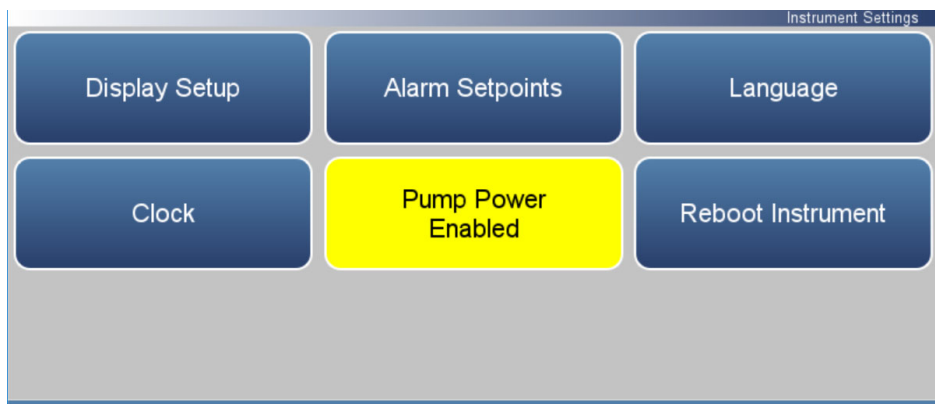 Instrument Settings
Display Setup
Alarm Setpoints
Language
Clock
Pump Power
Enabled
Reboot Instrument